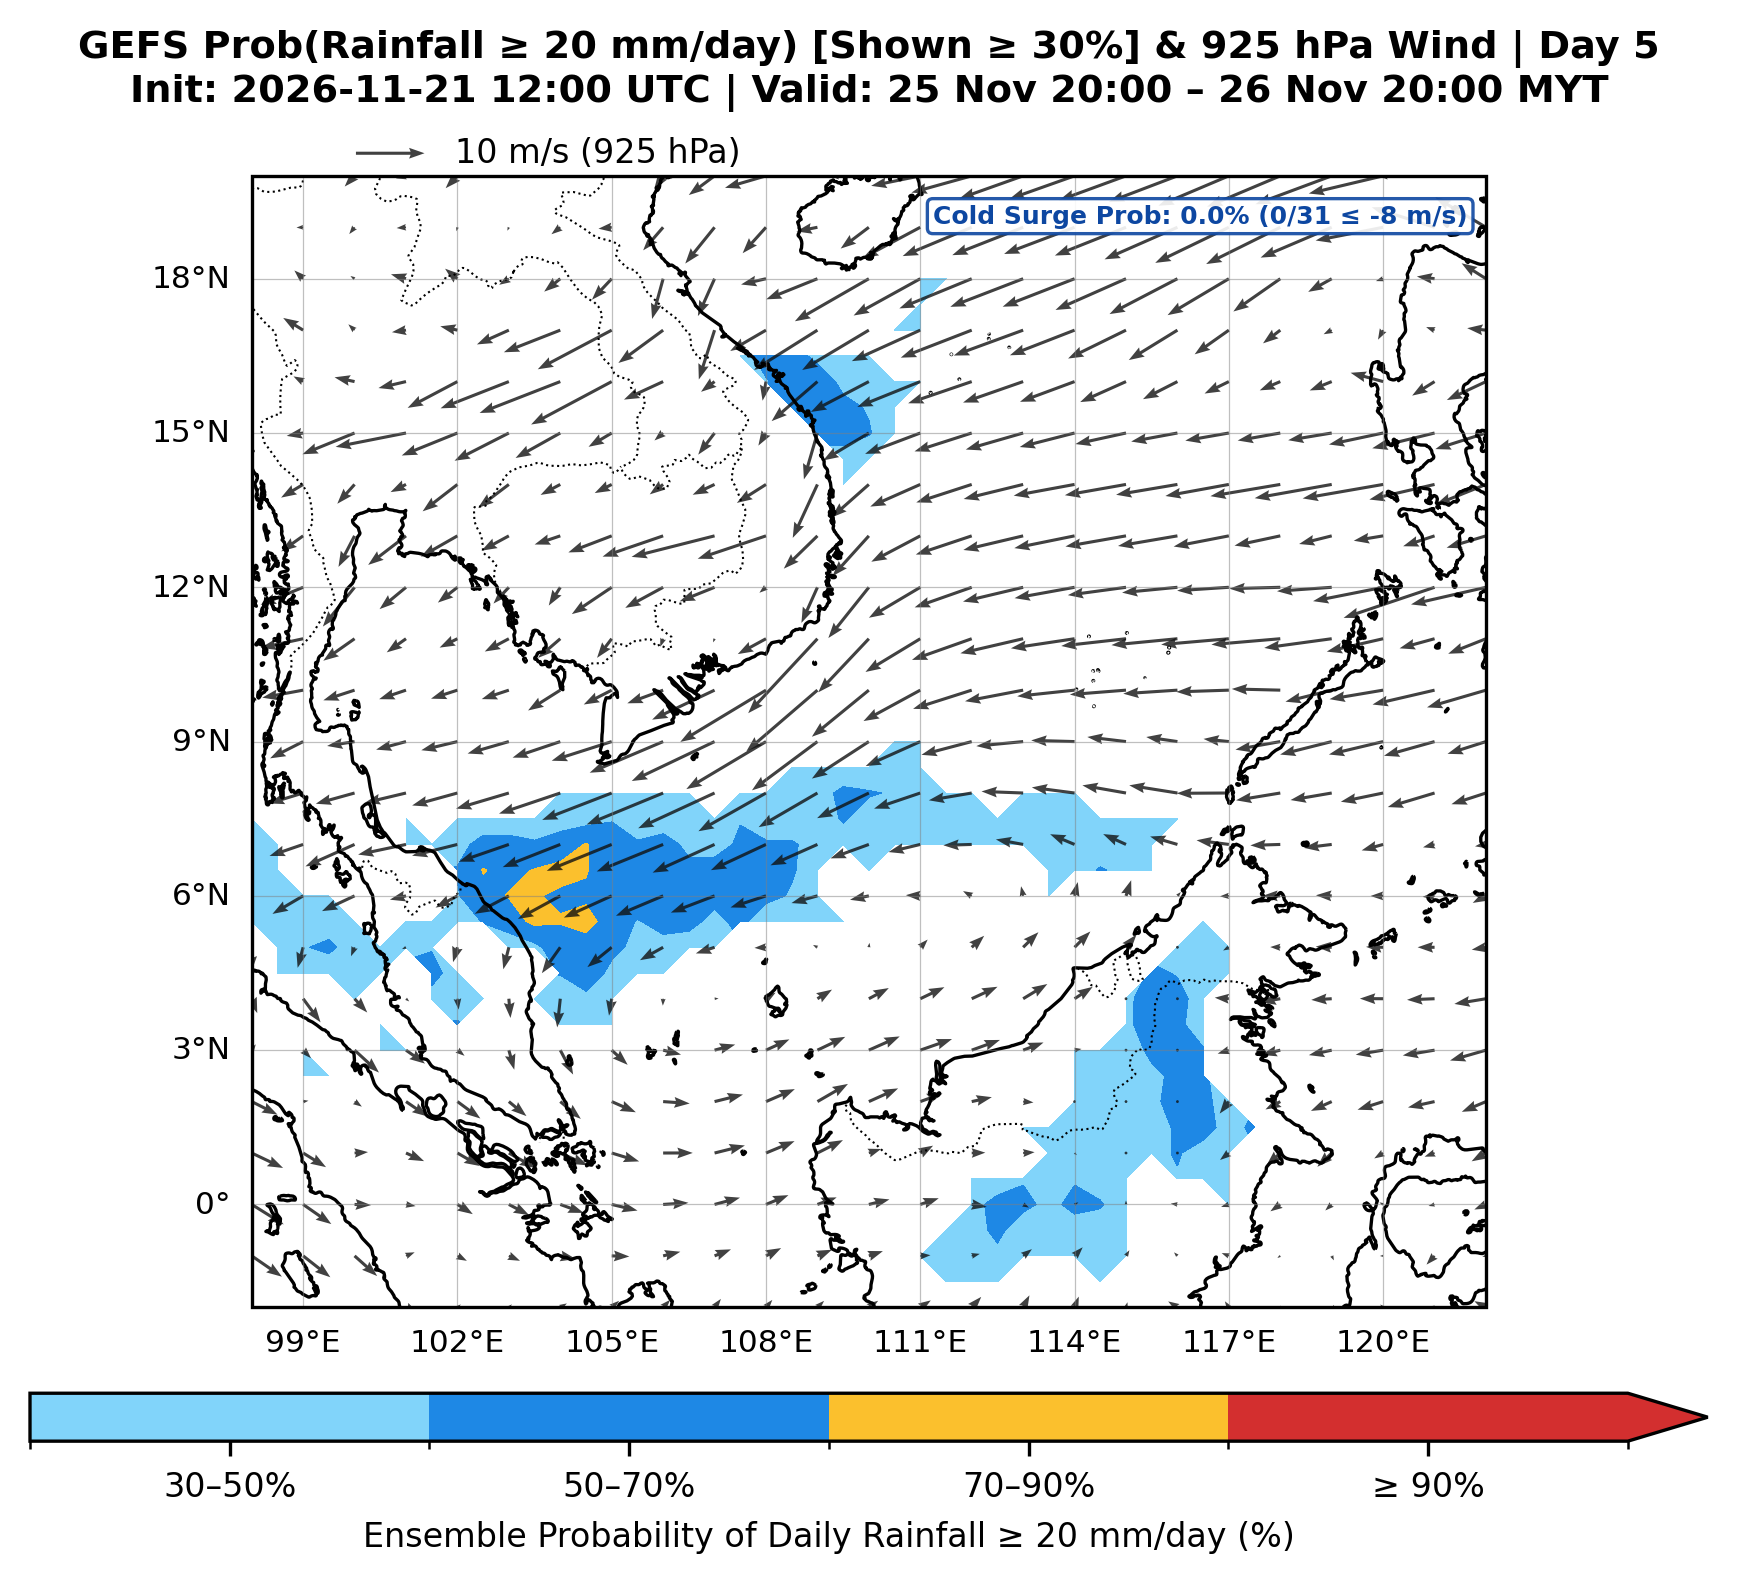 GEFS Prob(Rainfall ≥ 20 mm/day) [Shown ≥ 30%] & 925 hPa Wind | Day 5
Init: 2026-11-21 12:00 UTC | Valid: 25 Nov 20:00 – 26 Nov 20:00 MYT
10 m/s (925 hPa)
Cold Surge Prob: 0.0% (0/31 ≤ -8 m/s)
18°N
15°N
12°N
9°N
6°N
3°N
0°
99°E 102°E 105°E 108°E 111°E 114°E 117°E 120°E
30–50% 50–70% 70–90% ≥ 90%
Ensemble Probability of Daily Rainfall ≥ 20 mm/day (%)